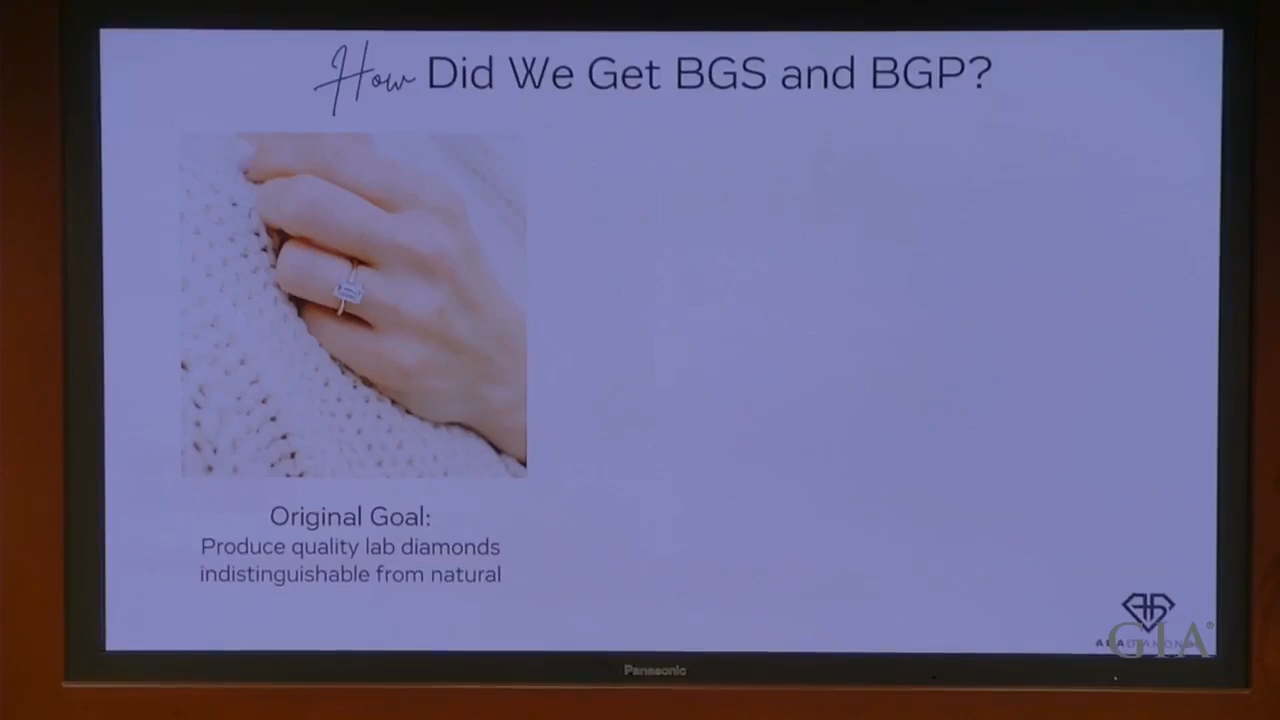 How Did We Get BGS and BGP?
Original Goal:
Produce quality lab diamonds
indistinguishable from natural
GIA®
Panasonic